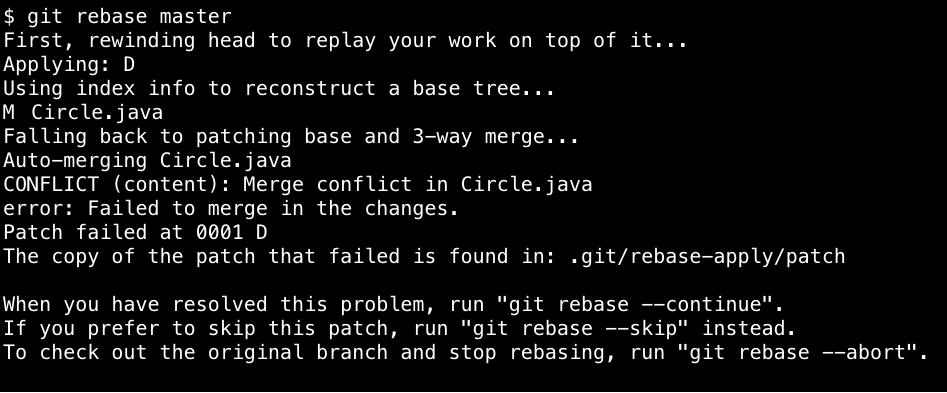 $ git rebase master
First, rewinding head to replay your work on top of it...
Applying: D
Using index info to reconstruct a base tree...
M Circle.java
Falling back to patching base and 3-way merge...
Auto-merging Circle.java
CONFLICT (content): Merge conflict in Circle.java
error: Failed to merge in the changes.
Patch failed at 0001 D
The copy of the patch that failed is found in: .git/rebase-apply/patch
When you have resolved this problem, run "git rebase --continue".
If you prefer to skip this patch, run "git rebase --skip" instead.
To check out the original branch and stop rebasing, run "git rebase --abort".